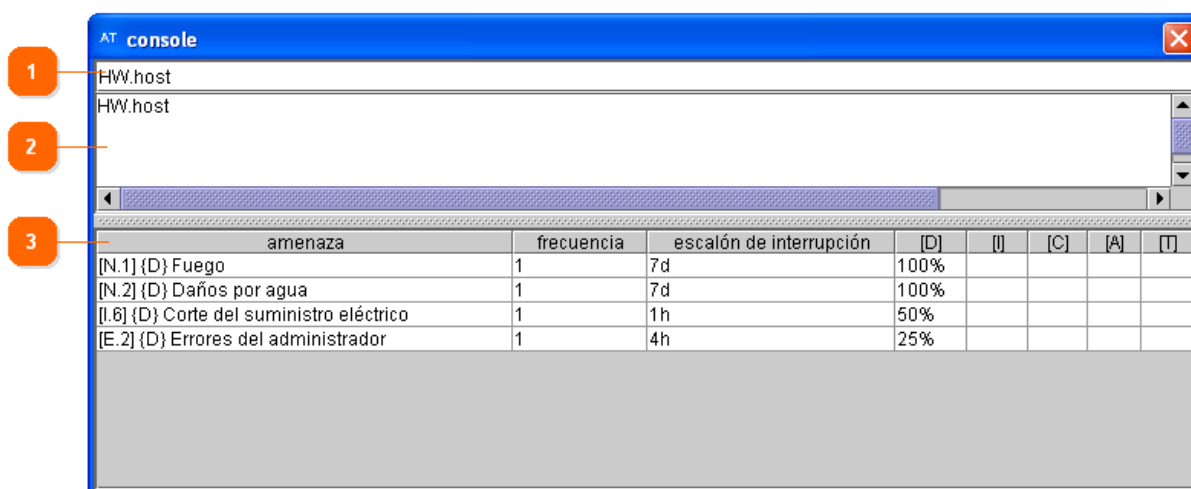 AT console
1
HW.host
HW.host
2
3
amenaza frecuencia escalón de interrupción [D] [I] [C] [A] [T]
[N.1] {D} Fuego 1 7d 100%
[N.2] {D} Daños por agua 1 7d 100%
[I.6] {D} Corte del suministro eléctrico 1 1h 50%
[E.2] {D} Errores del administrador 1 4h 25%